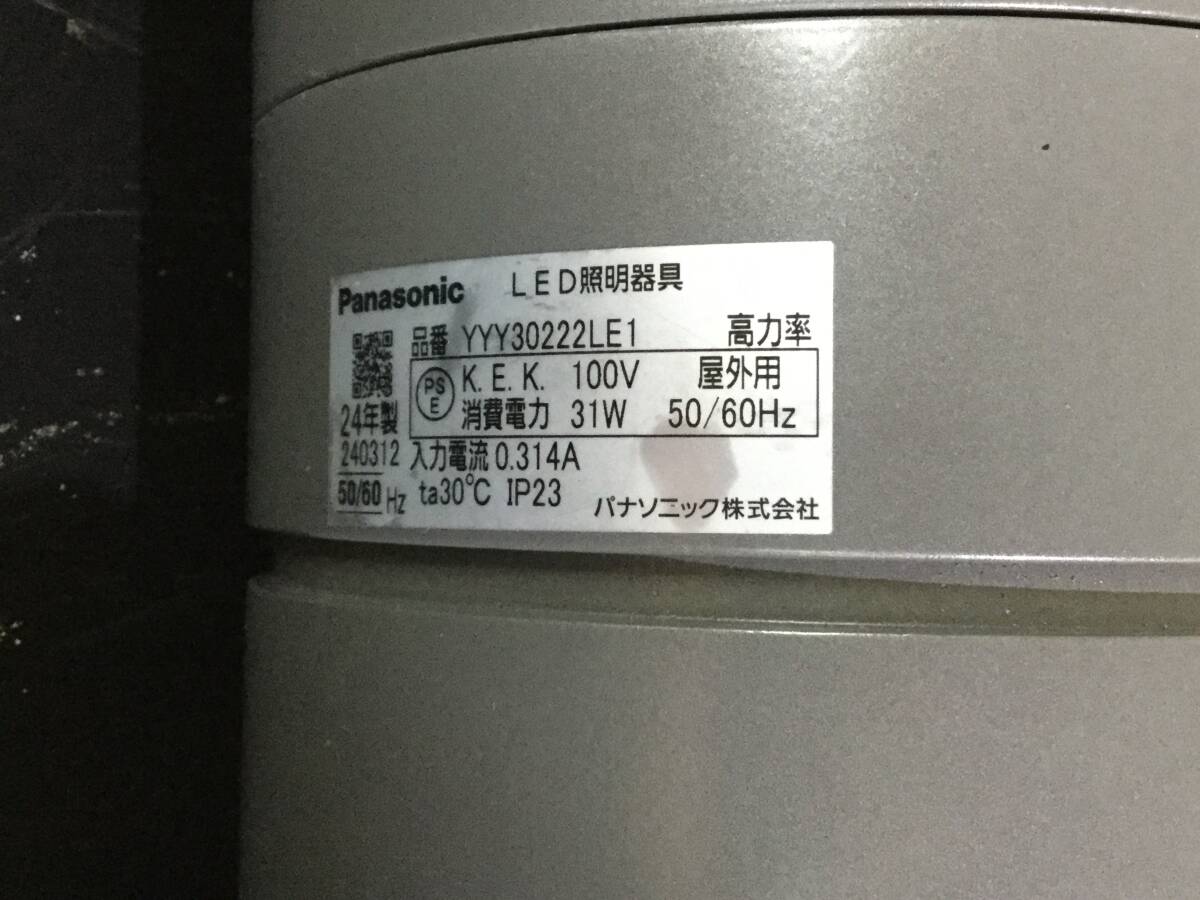 Panasonic LED照明器具
品番 YYY30222LE1 高力率
PS E K. E. K. 100V 屋外用
消費電力 31W 50/60Hz
24年製
240312 入力電流 0.314A
50/60 Hz ta30℃ IP23 パナソニック株式会社